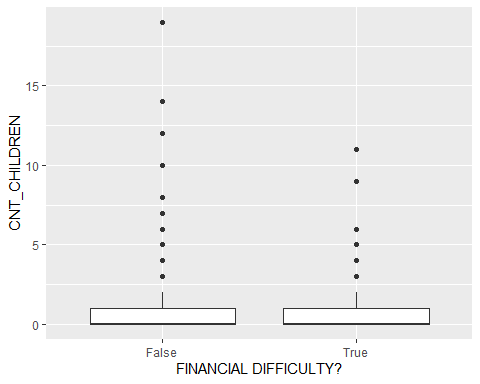 CNT_CHILDREN
15
10
5
0
False True
FINANCIAL DIFFICULTY?